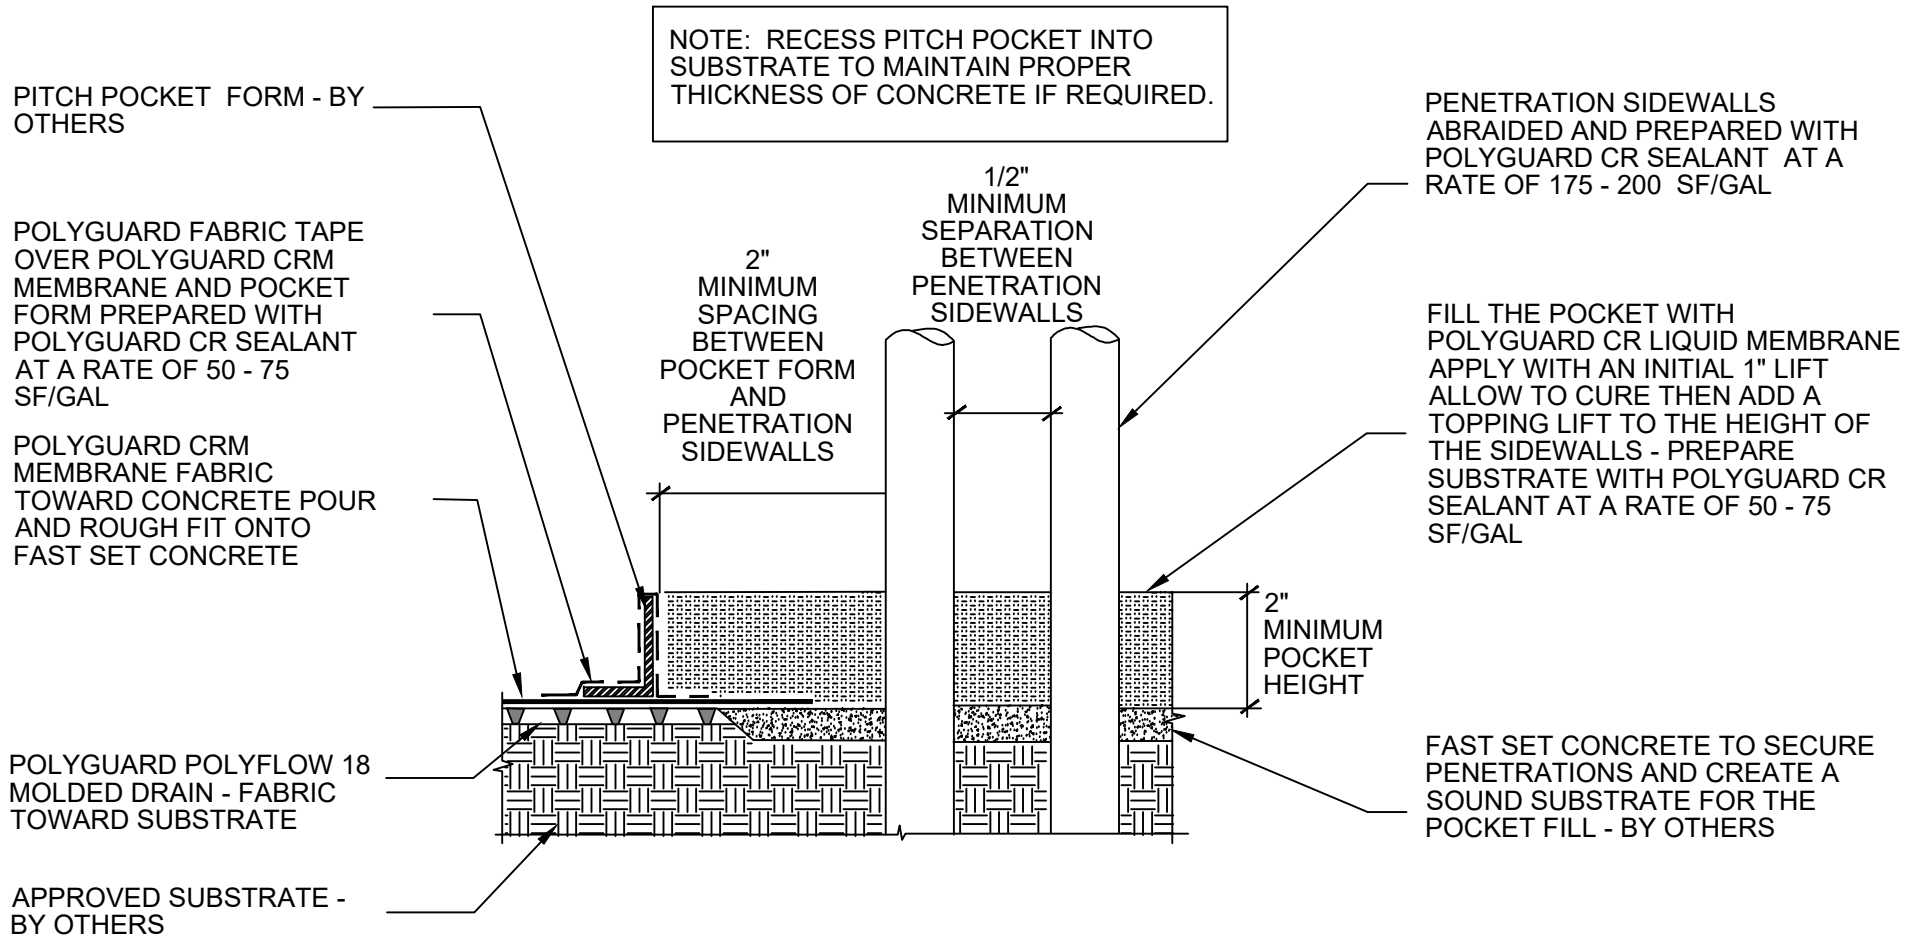 NOTE: RECESS PITCH POCKET INTO
SUBSTRATE TO MAINTAIN PROPER
THICKNESS OF CONCRETE IF REQUIRED.
PITCH POCKET FORM - BY
OTHERS
POLYGUARD FABRIC TAPE
OVER POLYGUARD CRM
MEMBRANE AND POCKET
FORM PREPARED WITH
POLYGUARD CR SEALANT
AT A RATE OF 50 - 75
SF/GAL
POLYGUARD CRM
MEMBRANE FABRIC
TOWARD CONCRETE POUR
AND ROUGH FIT ONTO
FAST SET CONCRETE
POLYGUARD POLYFLOW 18
MOLDED DRAIN - FABRIC
TOWARD SUBSTRATE
APPROVED SUBSTRATE -
BY OTHERS
2"
MINIMUM
SPACING
BETWEEN
POCKET FORM
AND
PENETRATION
SIDEWALLS
1/2"
MINIMUM
SEPARATION
BETWEEN
PENETRATION
SIDEWALLS
PENETRATION SIDEWALLS
ABRAIDED AND PREPARED WITH
POLYGUARD CR SEALANT AT A
RATE OF 175 - 200 SF/GAL
FILL THE POCKET WITH
POLYGUARD CR LIQUID MEMBRANE
APPLY WITH AN INITIAL 1" LIFT
ALLOW TO CURE THEN ADD A
TOPPING LIFT TO THE HEIGHT OF
THE SIDEWALLS - PREPARE
SUBSTRATE WITH POLYGUARD CR
SEALANT AT A RATE OF 50 - 75
SF/GAL
2"
MINIMUM
POCKET
HEIGHT
FAST SET CONCRETE TO SECURE
PENETRATIONS AND CREATE A
SOUND SUBSTRATE FOR THE
POCKET FILL - BY OTHERS